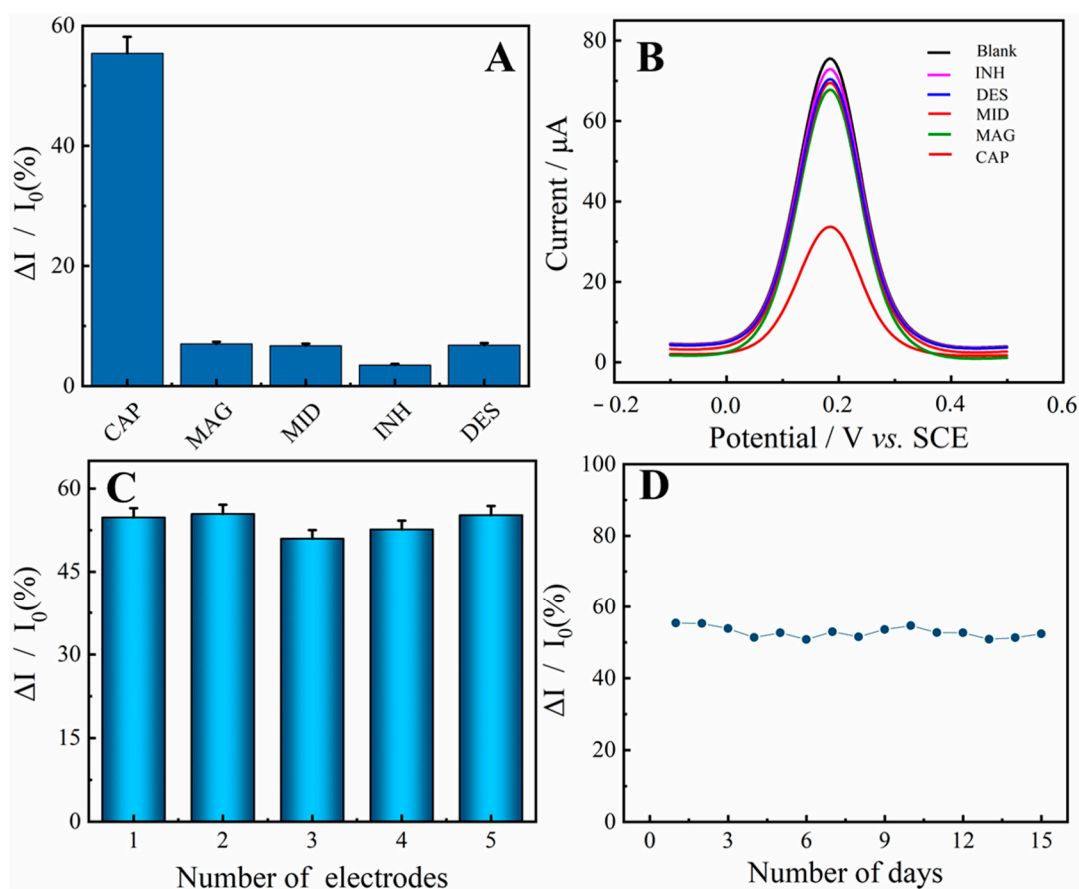 A
ΔI / I₀(%)
60
40
20
0
CAP
MAG
MID
INH
DES
B
Current / μA
80
60
40
20
0
Blank
INH
DES
MID
MAG
CAP
−0.2
0.0
0.2
0.4
0.6
Potential / V vs. SCE
C
ΔI / I₀(%)
60
45
30
15
0
1
2
3
4
5
Number of electrodes
D
ΔI / I₀(%)
100
80
60
40
20
0
0
3
6
9
12
15
Number of days